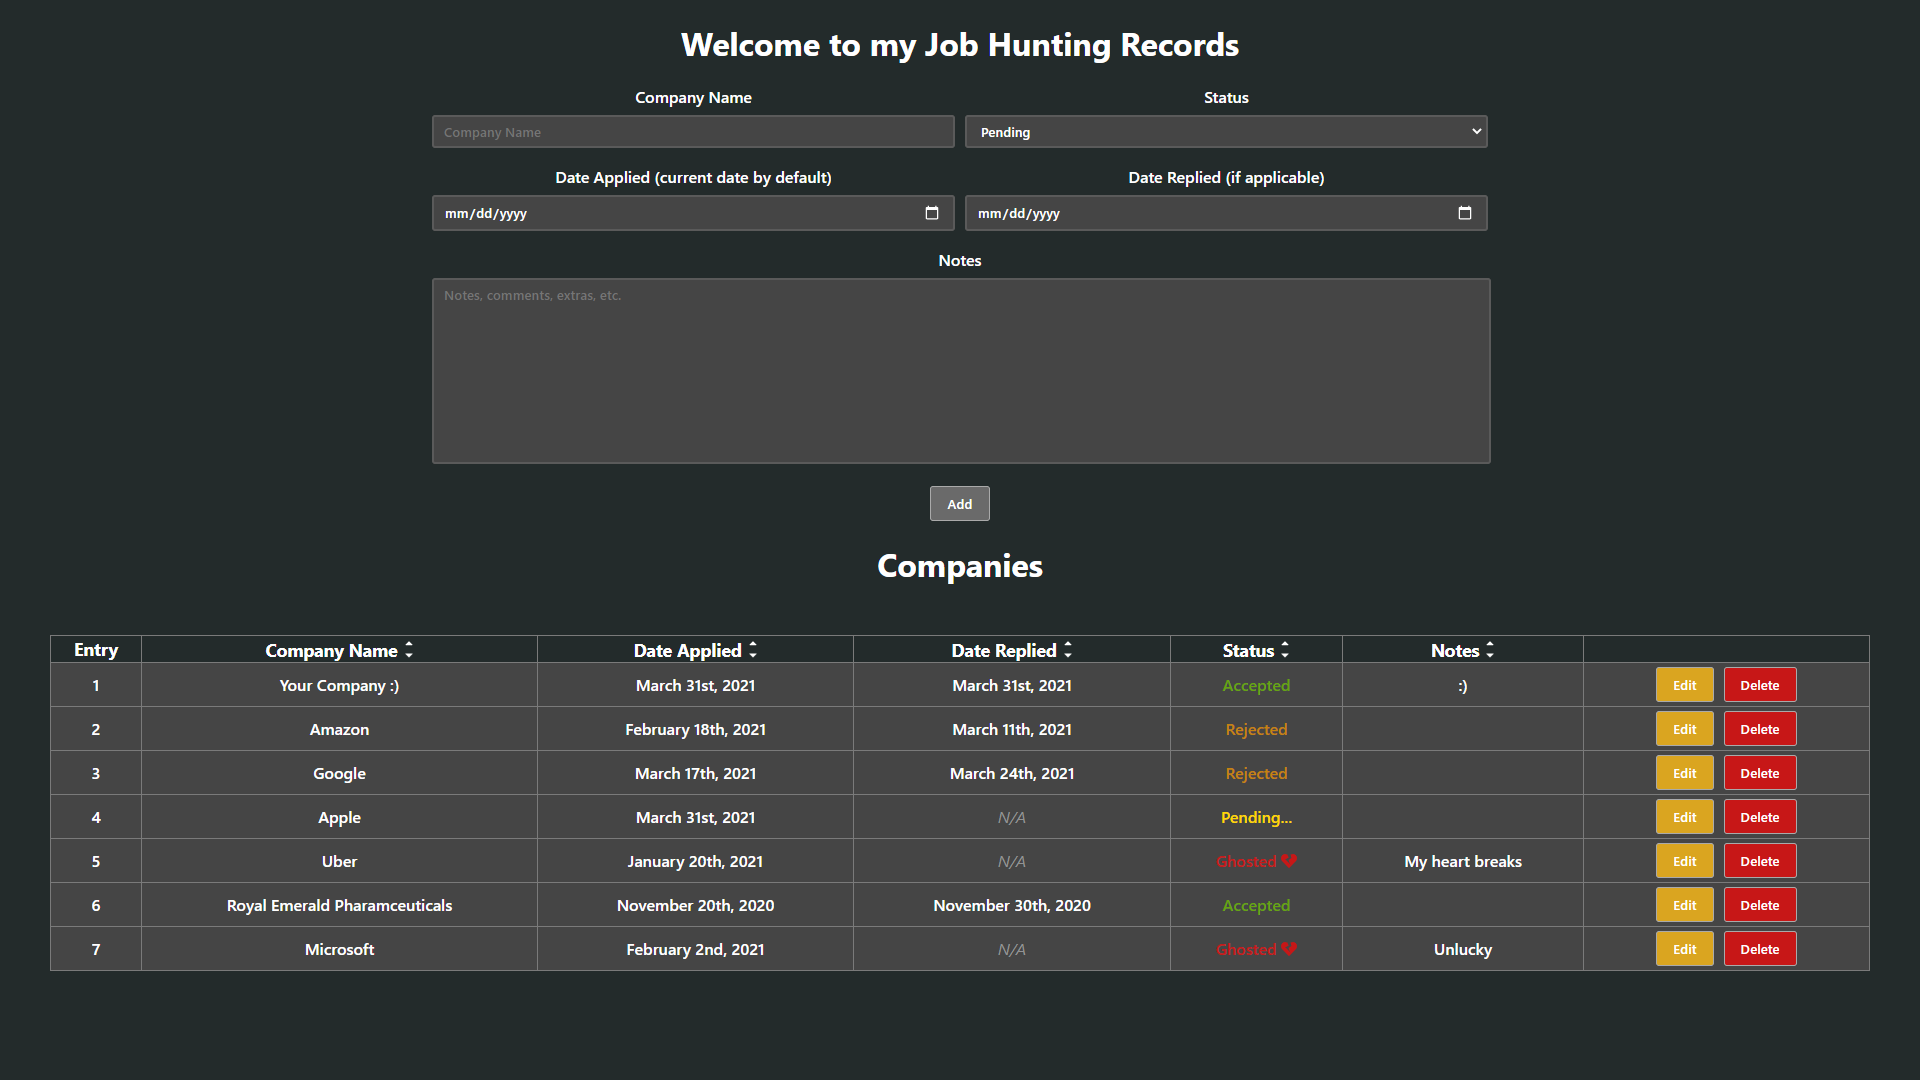 Welcome to my Job Hunting Records
Company Name Status
Company Name Pending
Date Applied (current date by default) Date Replied (if applicable)
mm/dd/yyyy mm/dd/yyyy
Notes
Notes, comments, extras, etc.
Add
Companies
Entry Company Name Date Applied Date Replied Status Notes
1 Your Company :) March 31st, 2021 March 31st, 2021 Accepted :) Edit Delete
2 Amazon February 18th, 2021 March 11th, 2021 Rejected Edit Delete
3 Google March 17th, 2021 March 24th, 2021 Rejected Edit Delete
4 Apple March 31st, 2021 N/A Pending... Edit Delete
5 Uber January 20th, 2021 N/A Ghosted 💔 My heart breaks Edit Delete
6 Royal Emerald Pharamceuticals November 20th, 2020 November 30th, 2020 Accepted Edit Delete
7 Microsoft February 2nd, 2021 N/A Ghosted 💔 Unlucky Edit Delete